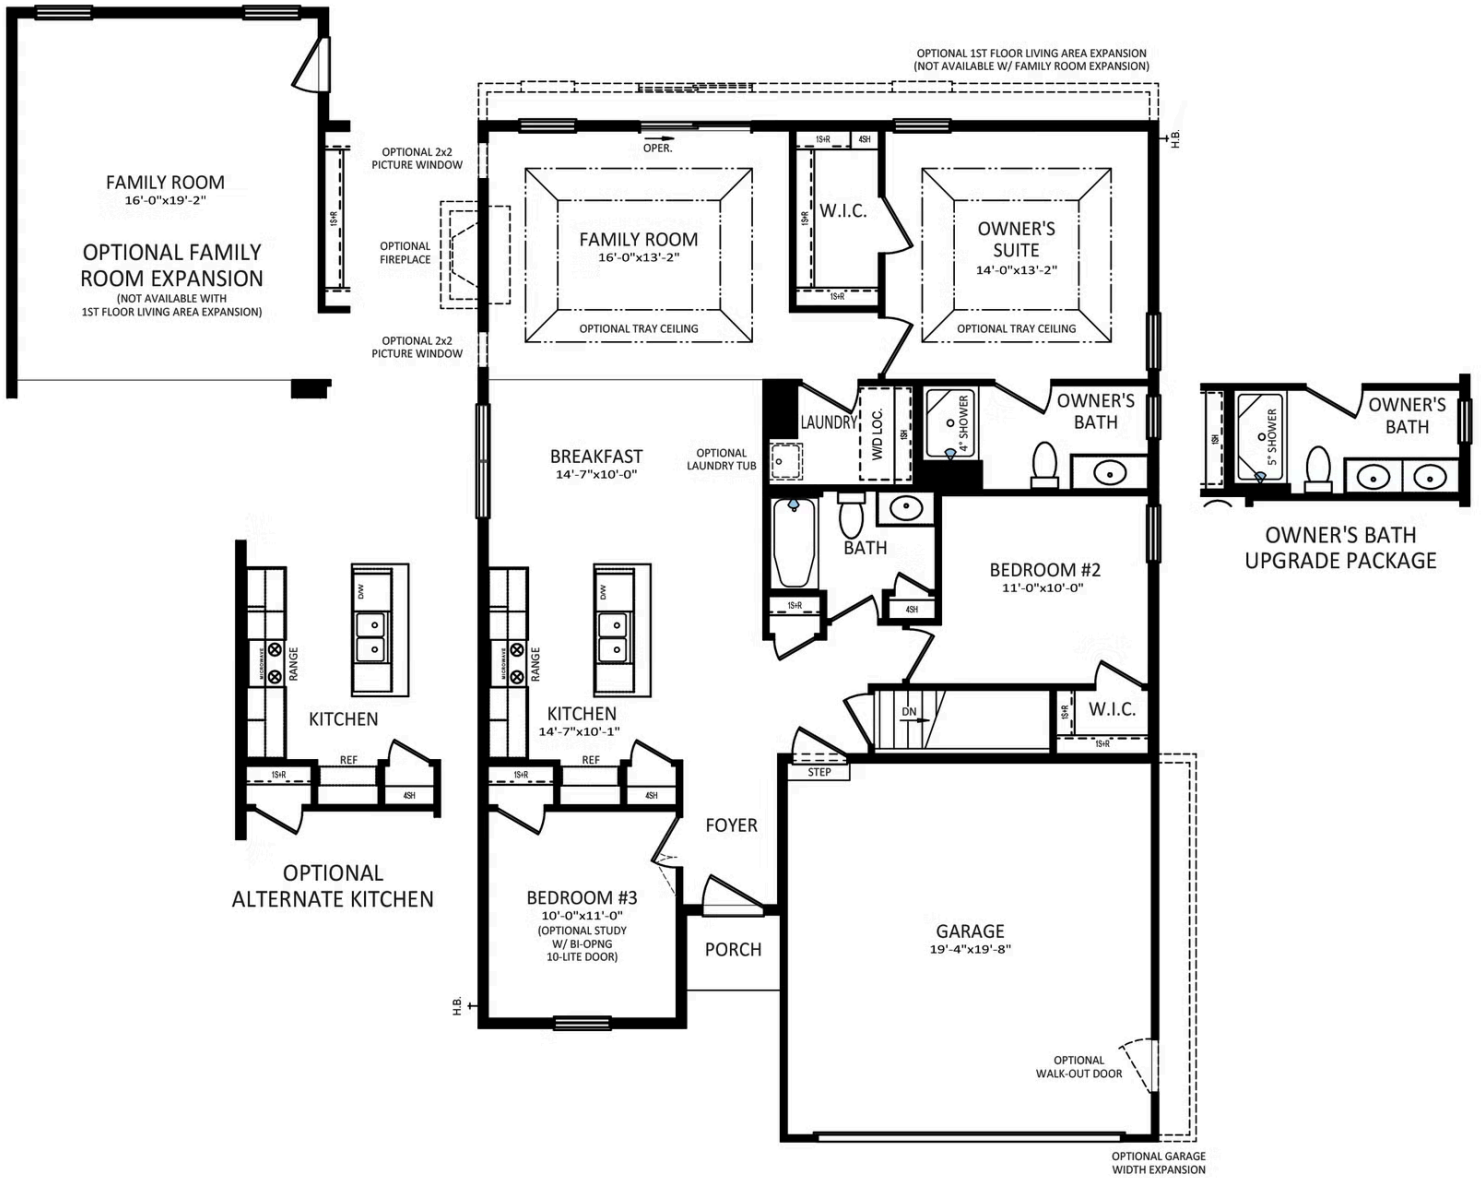 OPTIONAL 1ST FLOOR LIVING AREA EXPANSION
(NOT AVAILABLE W/ FAMILY ROOM EXPANSION)
FAMILY ROOM
16'-0"x19'-2"
OPTIONAL FAMILY
ROOM EXPANSION
(NOT AVAILABLE WITH
1ST FLOOR LIVING AREA EXPANSION)
1S+R
OPTIONAL 2x2
PICTURE WINDOW
OPTIONAL
FIREPLACE
OPTIONAL 2x2
PICTURE WINDOW
OPER.
FAMILY ROOM
16'-0"x13'-2"
OPTIONAL TRAY CEILING
1S+R
4SH
1S+R
W.I.C.
1S+R
OWNER'S
SUITE
14'-0"x13'-2"
OPTIONAL TRAY CEILING
H.B.
BREAKFAST
14'-7"x10'-0"
OPTIONAL
LAUNDRY TUB
LAUNDRY
W/D LOC.
1SH
4° SHOWER
OWNER'S
BATH
1SH
5° SHOWER
OWNER'S
BATH
OWNER'S BATH
UPGRADE PACKAGE
BATH
1S+R
4SH
BEDROOM #2
11'-0"x10'-0"
D/W
MICROWAVE
RANGE
KITCHEN
REF
1S+R
4SH
OPTIONAL
ALTERNATE KITCHEN
D/W
MICROWAVE
RANGE
KITCHEN
14'-7"x10'-1"
REF
1S+R
4SH
DN
1S+R
W.I.C.
1S+R
STEP
FOYER
BEDROOM #3
10'-0"x11'-0"
(OPTIONAL STUDY
W/ BI-OPNG
10-LITE DOOR)
PORCH
H.B.
GARAGE
19'-4"x19'-8"
OPTIONAL
WALK-OUT DOOR
OPTIONAL GARAGE
WIDTH EXPANSION